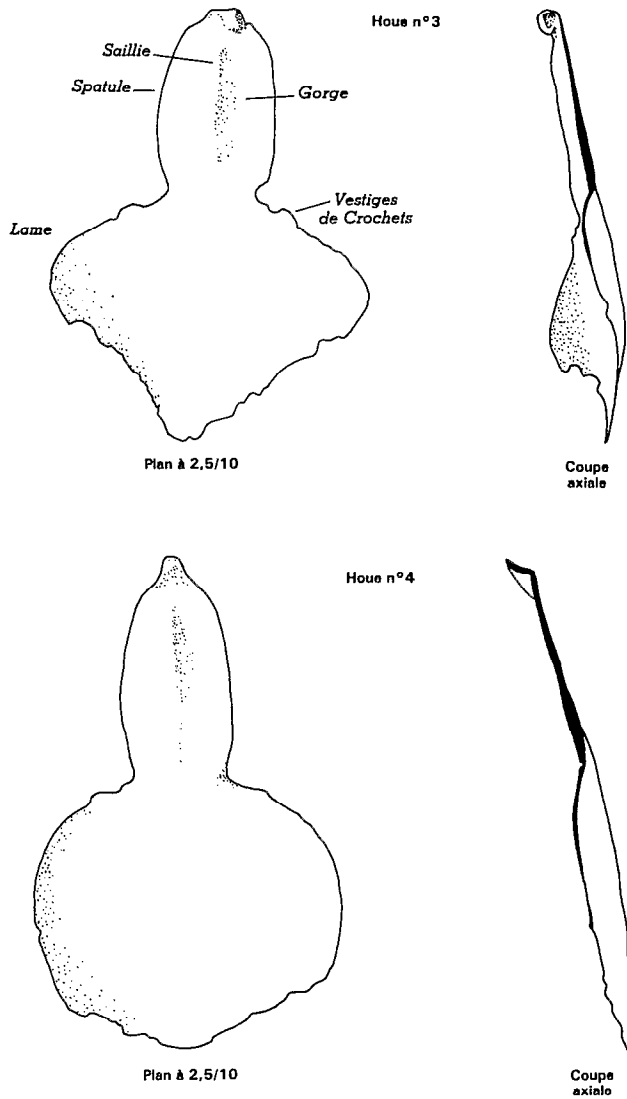 Houe n°3
Saillie
Spatule
Gorge
Vestiges
de Crochets
Lame
Plan à 2,5/10
Coupe
axiale
Houe n°4
Plan à 2,5/10
Coupe
axiale